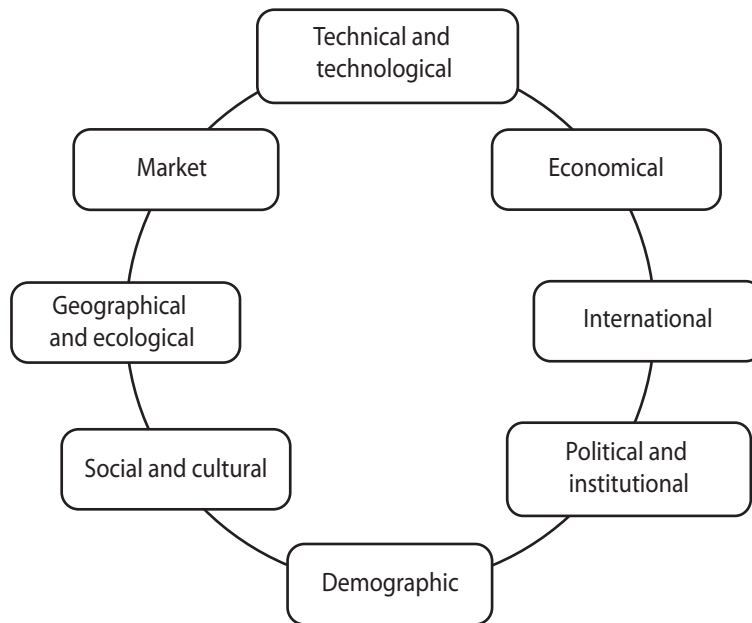 Technical and
technological
Market
Economical
Geographical
and ecological
International
Social and cultural
Political and
institutional
Demographic